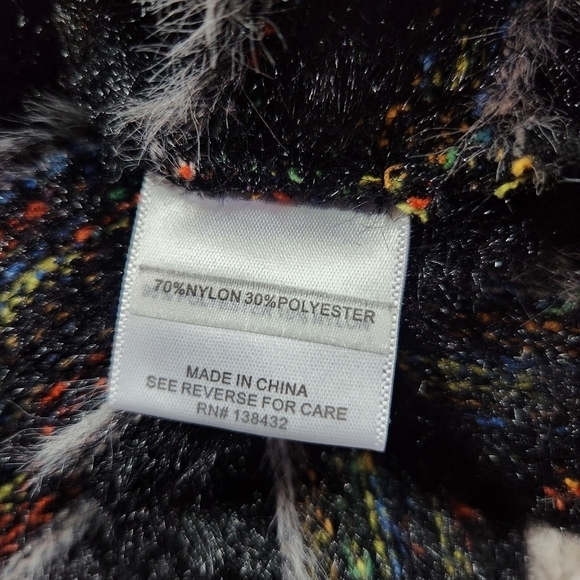 70%NYLON 30%POLYESTER
MADE IN CHINA
SEE REVERSE FOR CARE
RN# 138432